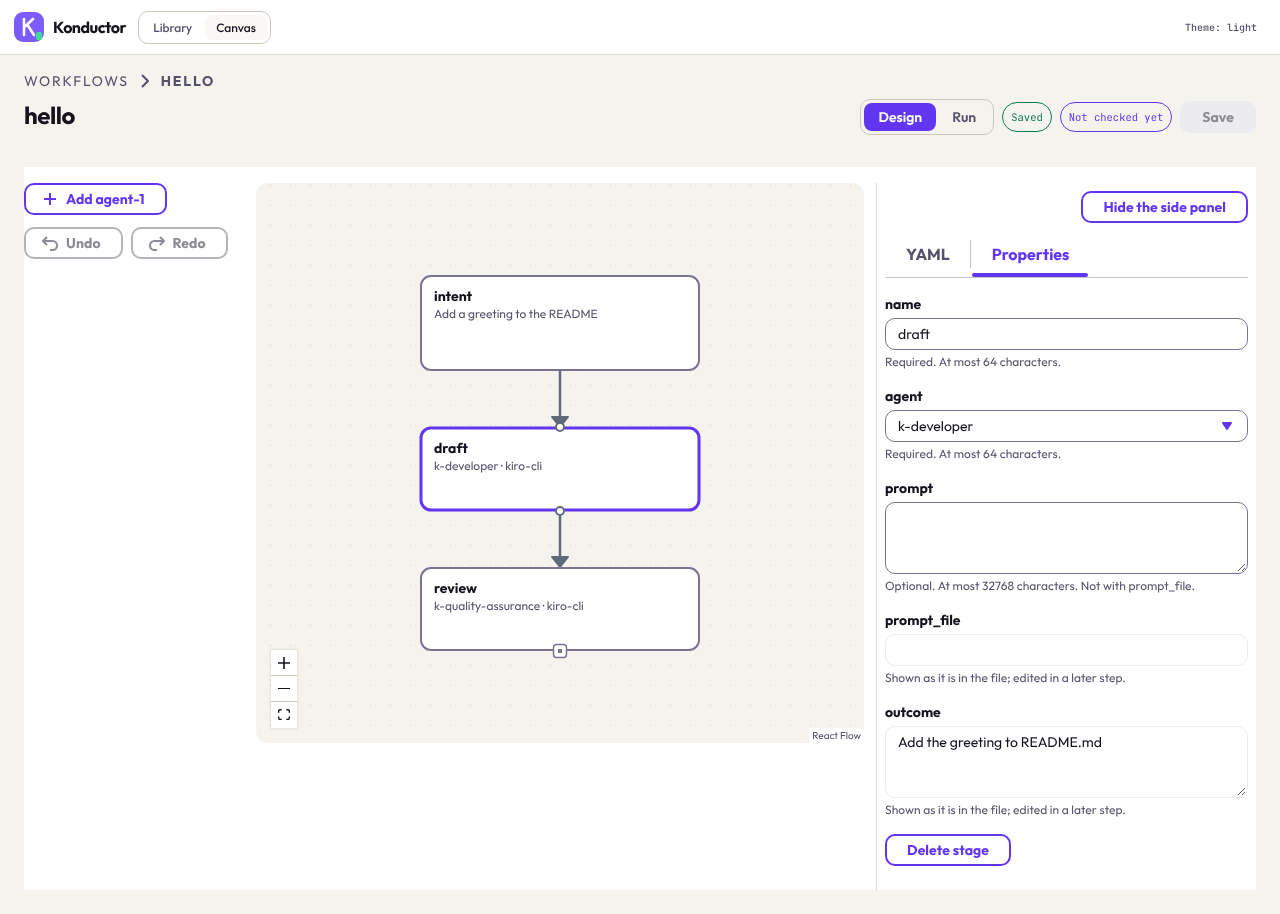 K.
Konductor
Library
Canvas
Theme: light
WORKFLOWS
HELLO
hello
Design
Run
Saved
Not checked yet
Save
Add agent-1
Undo
Redo
intent
Add a greeting to the README
draft
k-developer · kiro-cli
review
k-quality-assurance · kiro-cli
React Flow
Hide the side panel
YAML
Properties
name
draft
Required. At most 64 characters.
agent
k-developer
Required. At most 64 characters.
prompt
Optional. At most 32768 characters. Not with prompt_file.
prompt_file
Shown as it is in the file; edited in a later step.
outcome
Add the greeting to README.md
Shown as it is in the file; edited in a later step.
Delete stage